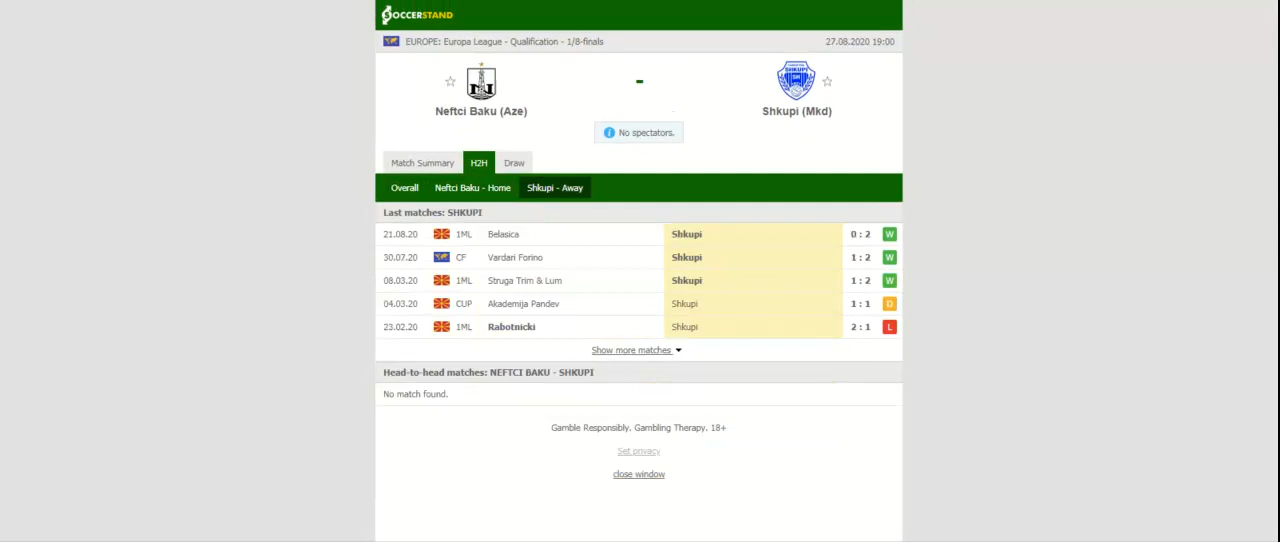 SOCCERSTAND
EUROPE: Europa League - Qualification - 1/8-finals 27.08.2020 19:00
Neftci Baku (Aze) - Shkupi (Mkd)
No spectators.
Match Summary H2H Draw
Overall Neftci Baku - Home Shkupi - Away
Last matches: SHKUPI
21.08.20 1ML Belasica Shkupi 0 : 2 W
30.07.20 CF Vardari Forino Shkupi 1 : 2 W
08.03.20 1ML Struga Trim & Lum Shkupi 1 : 2 W
04.03.20 CUP Akademija Pandev Shkupi 1 : 1 D
23.02.20 1ML Rabotnicki Shkupi 2 : 1 L
Show more matches
Head-to-head matches: NEFTCI BAKU - SHKUPI
No match found.
Gamble Responsibly. Gambling Therapy. 18+
Set privacy
close window